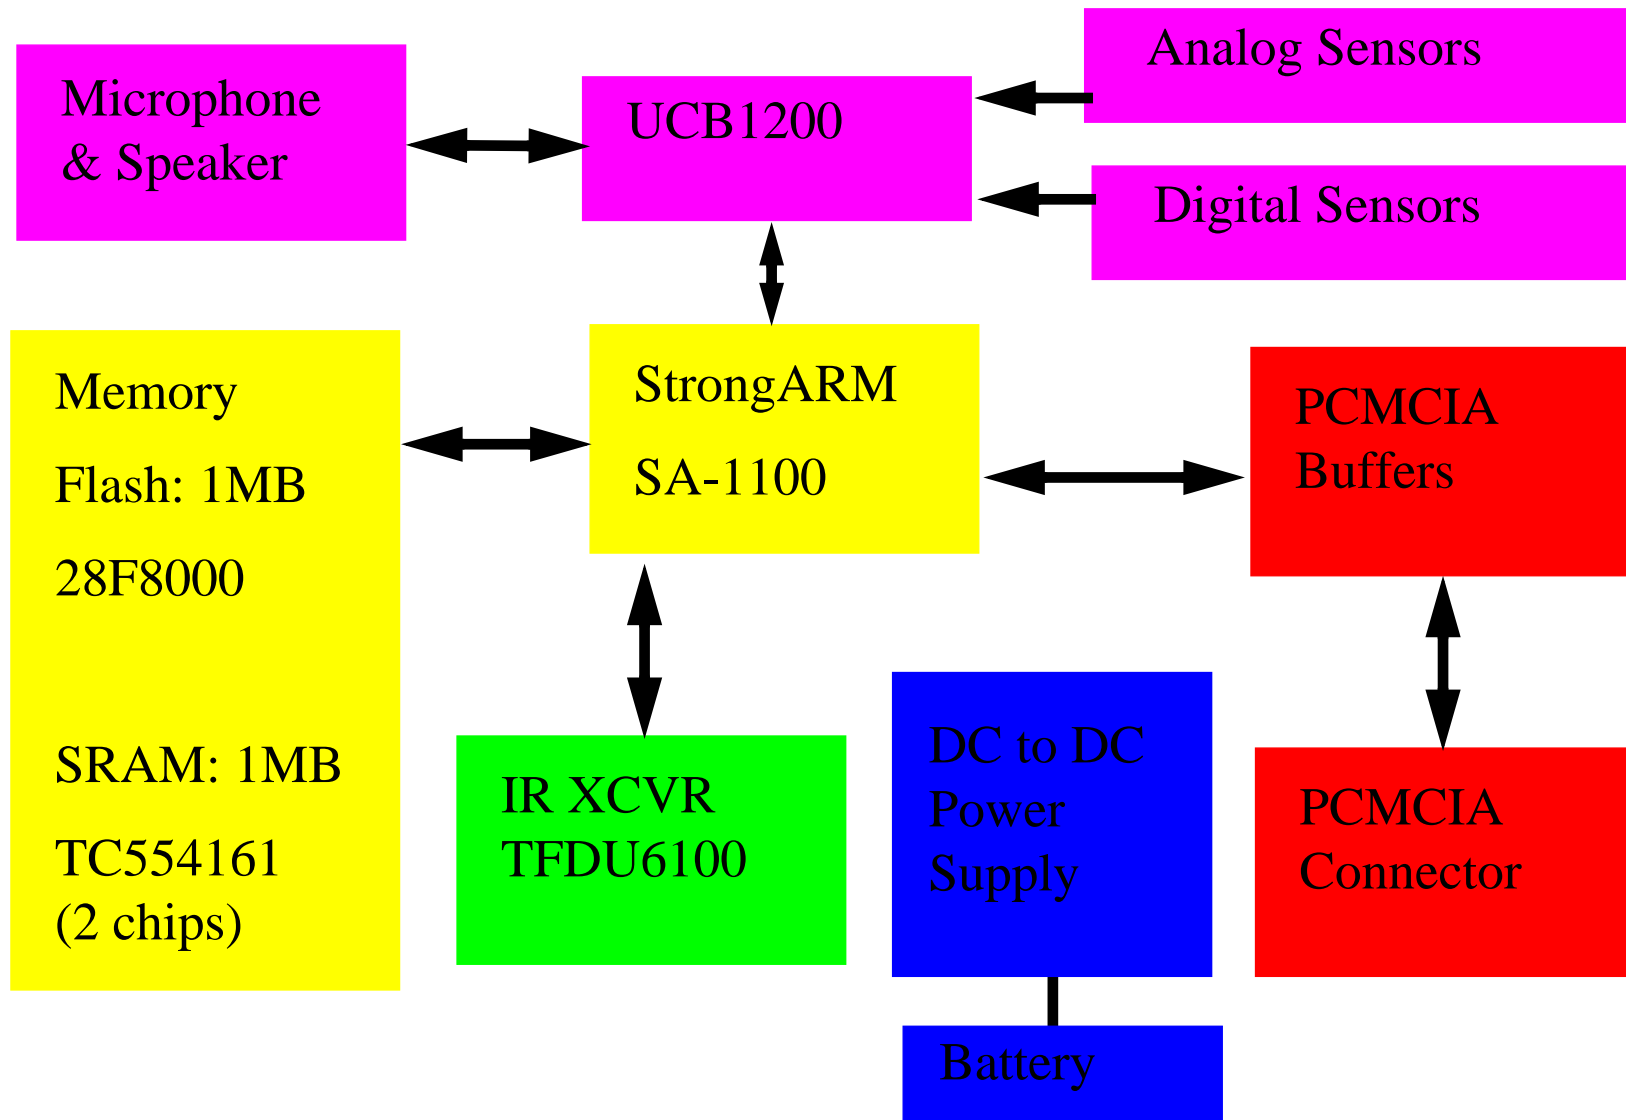 Microphone
& Speaker
UCB1200
Analog Sensors
Digital Sensors
Memory
Flash: 1MB
28F8000
SRAM: 1MB
TC554161
(2 chips)
StrongARM
SA-1100
PCMCIA
Buffers
IR XCVR
TFDU6100
DC to DC
Power
Supply
PCMCIA
Connector
Battery